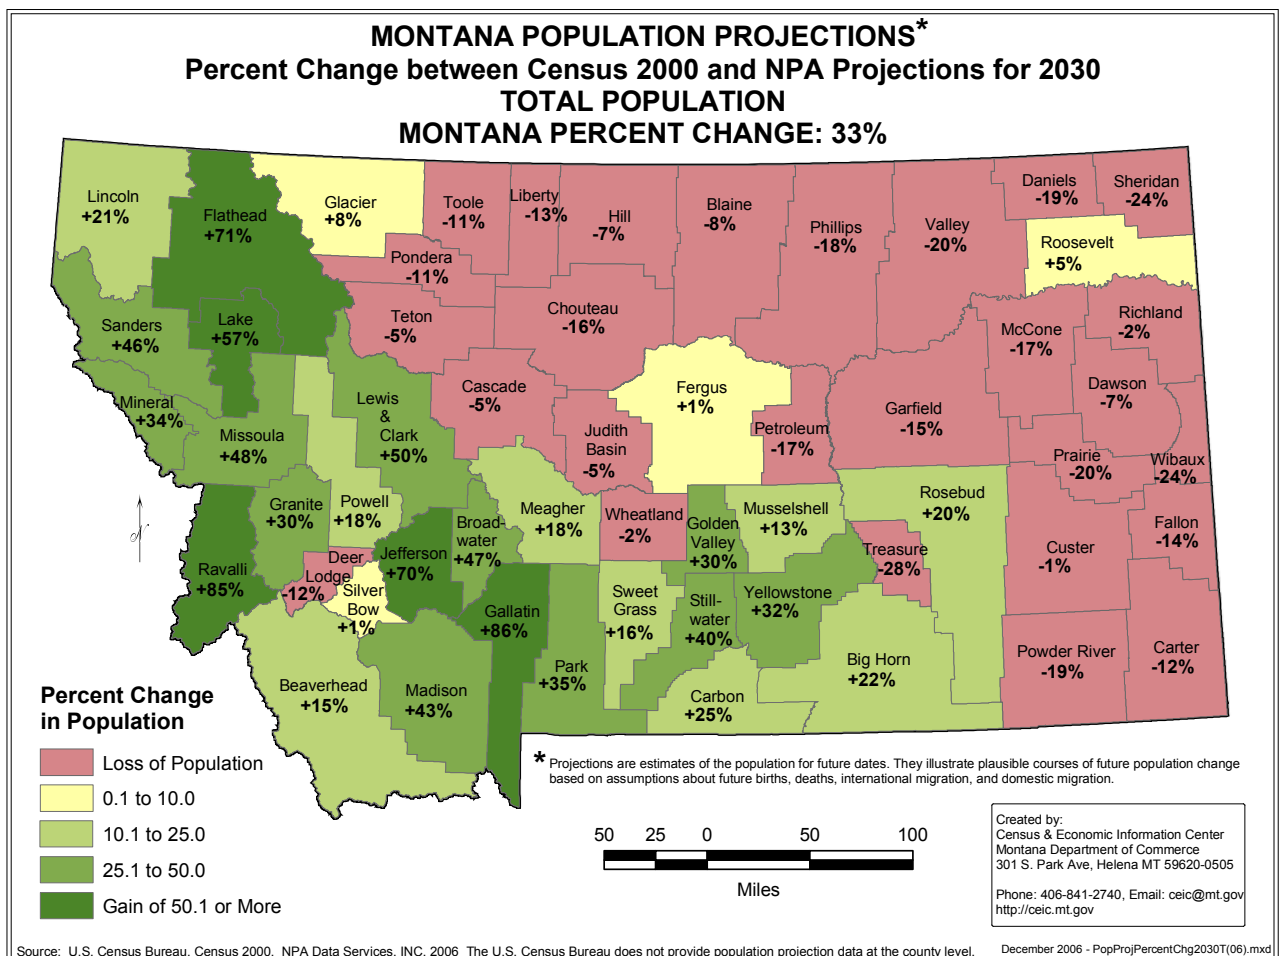 MONTANA POPULATION PROJECTIONS*
Percent Change between Census 2000 and NPA Projections for 2030
TOTAL POPULATION
MONTANA PERCENT CHANGE: 33%
Lincoln
+21%
Flathead
+71%
Glacier
+8%
Toole
-11%
Liberty
-13%
Hill
-7%
Blaine
-8%
Phillips
-18%
Valley
-20%
Daniels
-19%
Sheridan
-24%
Roosevelt
+5%
Pondera
-11%
Teton
-5%
Chouteau
-16%
Sanders
+46%
Lake
+57%
McCone
-17%
Richland
-2%
Dawson
-7%
Mineral
+34%
Missoula
+48%
Lewis
&
Clark
+50%
Cascade
-5%
Judith
Basin
-5%
Fergus
+1%
Petroleum
-17%
Garfield
-15%
Prairie
-20%
Wibaux
-24%
Granite
+30%
Powell
+18%
Broad-
water
+47%
Meagher
+18%
Wheatland
-2%
Golden
Valley
+30%
Musselshell
+13%
Rosebud
+20%
Treasure
-28%
Custer
-1%
Fallon
-14%
Ravalli
+85%
Deer
Lodge
-12%
Silver
Bow
+1%
Jefferson
+70%
Gallatin
+86%
Park
+35%
Sweet
Grass
+16%
Still-
water
+40%
Yellowstone
+32%
Big Horn
+22%
Powder River
-19%
Carter
-12%
Beaverhead
+15%
Madison
+43%
Carbon
+25%
N
Percent Change
in Population
Loss of Population
0.1 to 10.0
10.1 to 25.0
25.1 to 50.0
Gain of 50.1 or More
* Projections are estimates of the population for future dates. They illustrate plausible courses of future population change
based on assumptions about future births, deaths, international migration, and domestic migration.
50 25 0 50 100
Miles
Created by:
Census & Economic Information Center
Montana Department of Commerce
301 S. Park Ave, Helena MT 59620-0505
Phone: 406-841-2740, Email: ceic@mt.gov
http://ceic.mt.gov
Source: U.S. Census Bureau, Census 2000. NPA Data Services, INC. 2006 The U.S. Census Bureau does not provide population projection data at the county level.
December 2006 - PopProjPercentChg2030T(06).mxd